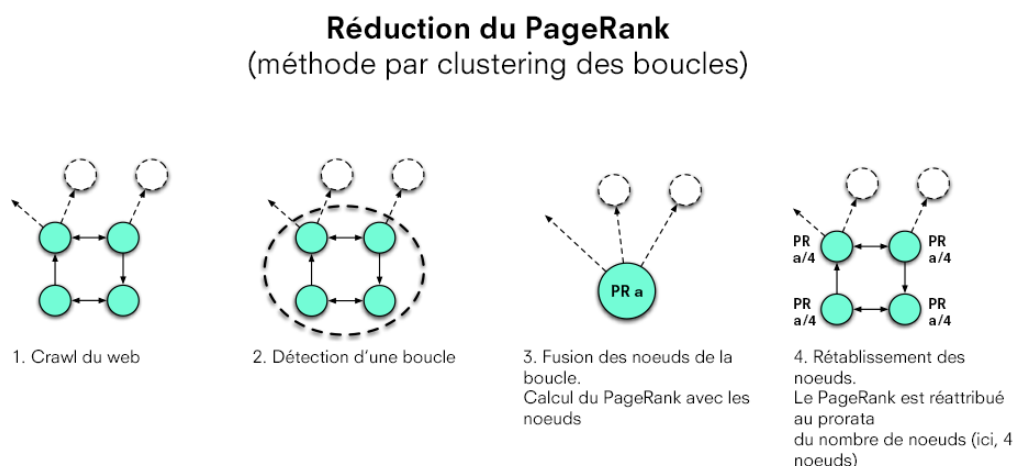 Réduction du PageRank
(méthode par clustering des boucles)
1. Crawl du web
2. Détection d'une boucle
PR a
3. Fusion des noeuds de la
boucle.
Calcul du PageRank avec les
noeuds
PR
a/4
PR
a/4
PR
a/4
PR
a/4
4. Rétablissement des
noeuds.
Le PageRank est réattribué
au prorata
du nombre de noeuds (ici, 4
noeuds)